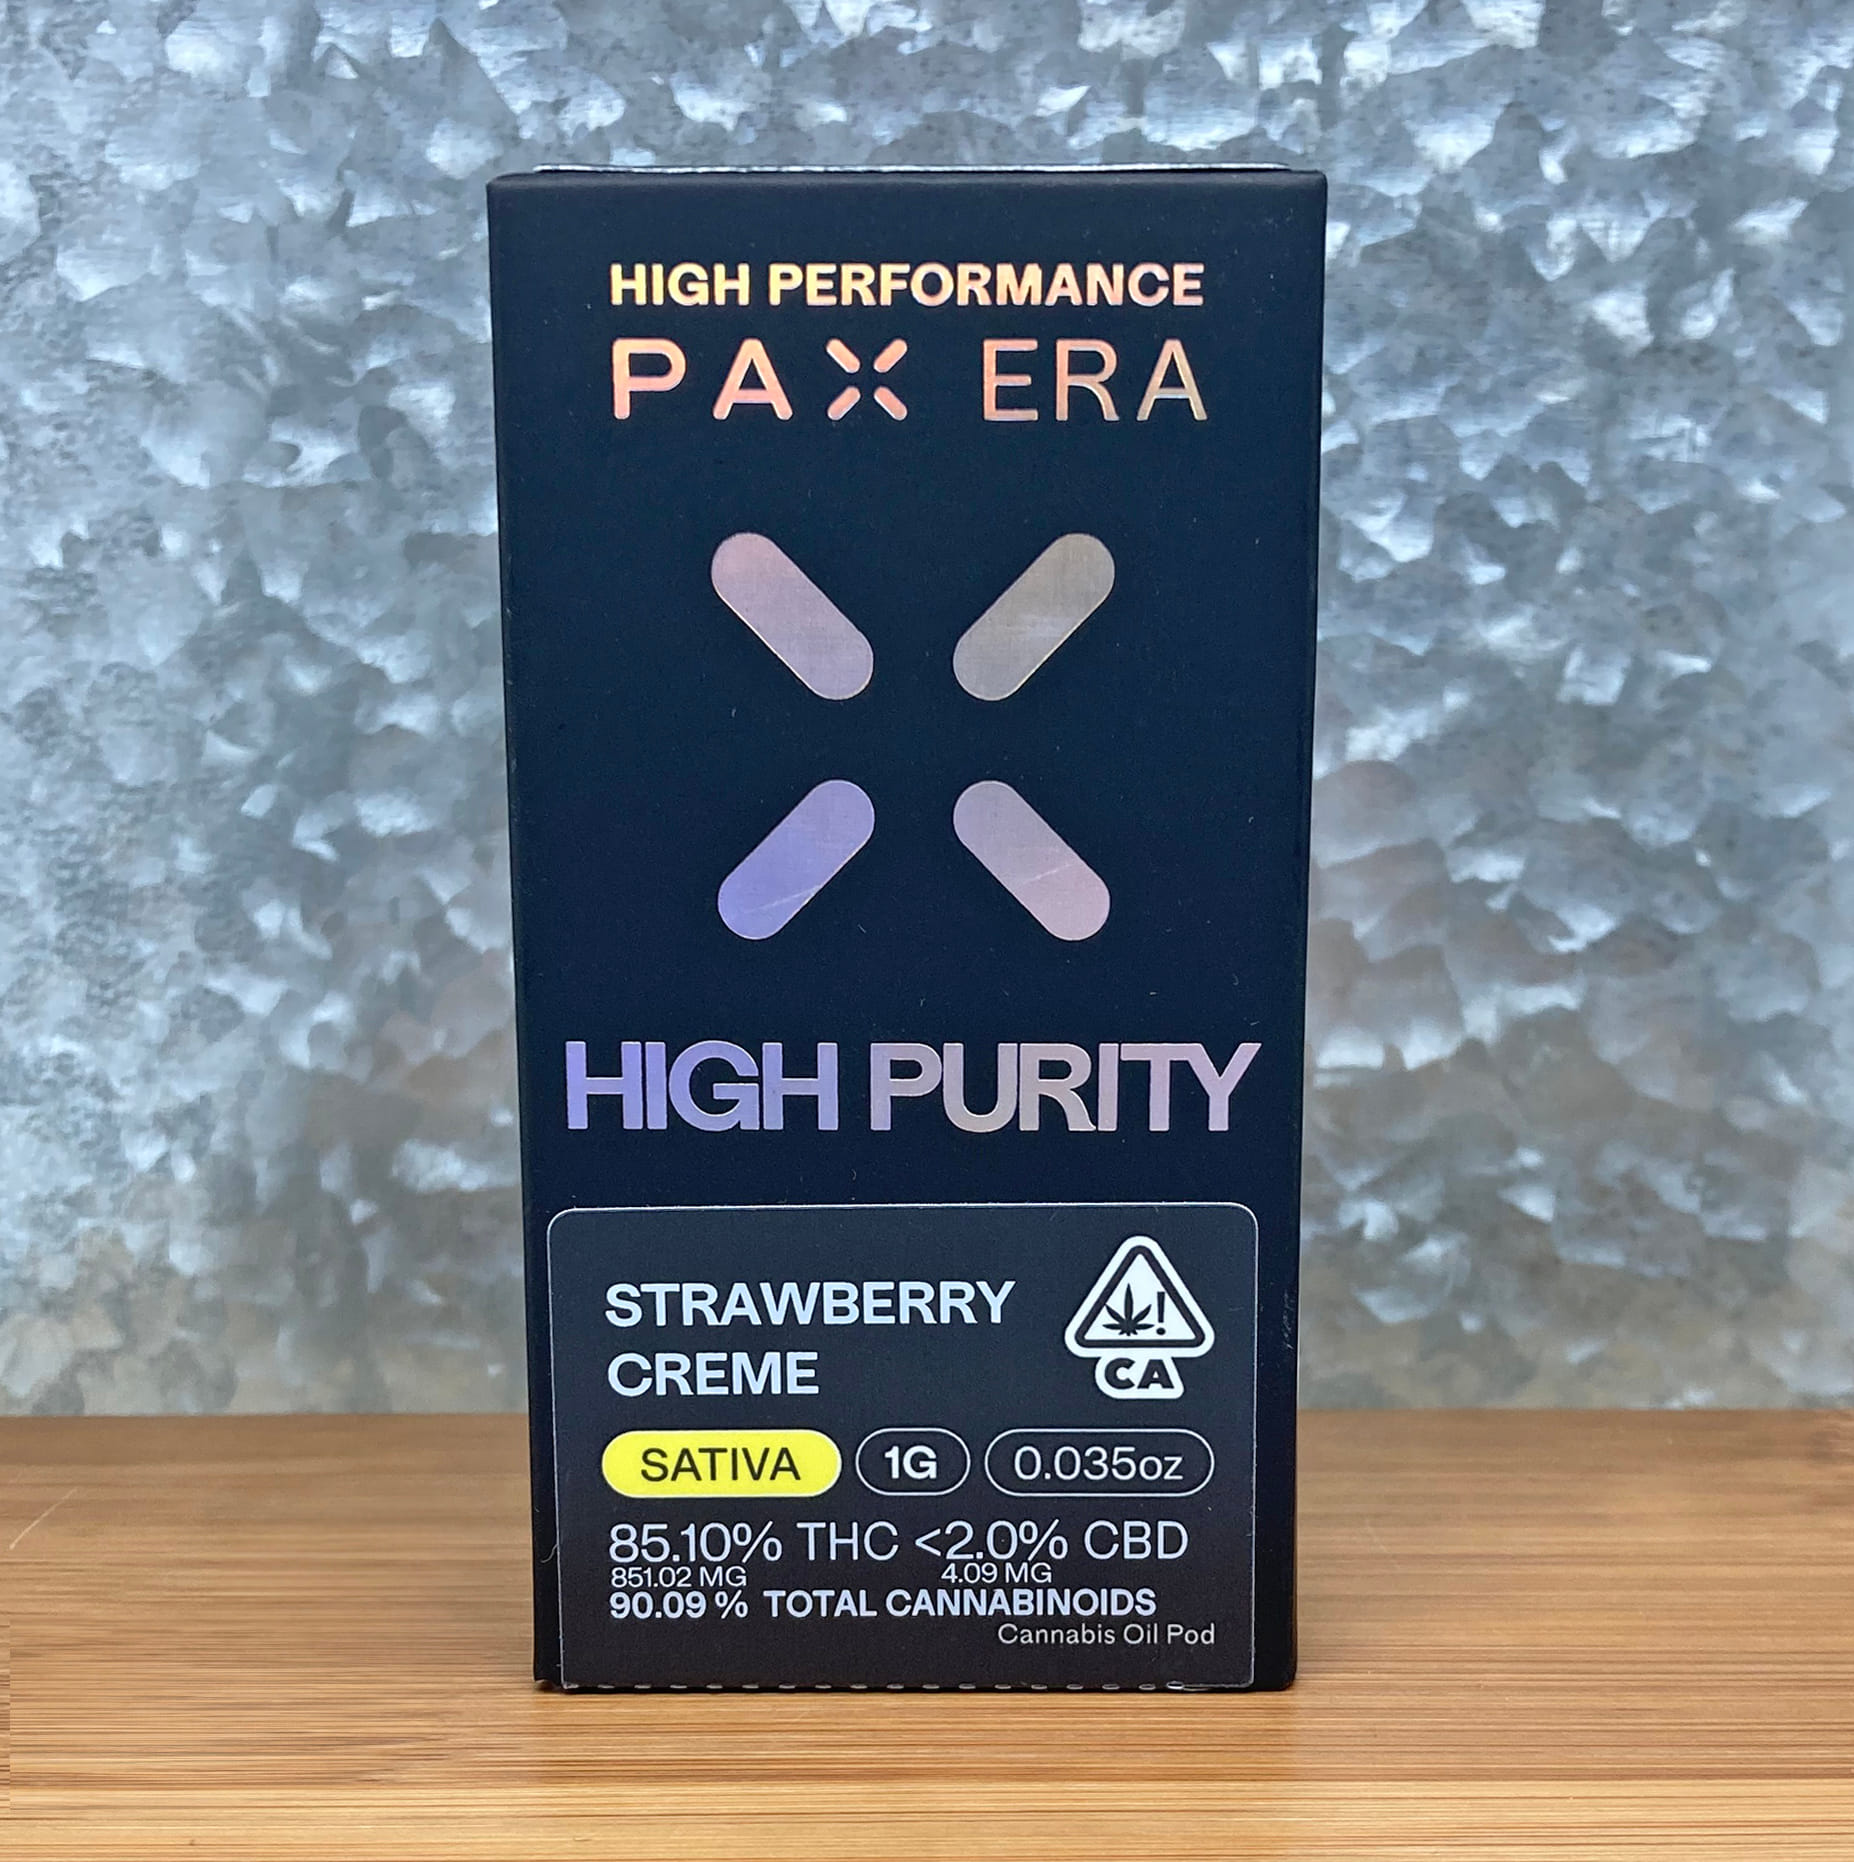 HIGH PERFORMANCE
PAX ERA
HIGH PURITY
STRAWBERRY
CREME
CA
SATIVA 1G 0.035oz
85.10% THC <2.0% CBD
851.02 MG 4.09 MG
90.09 % TOTAL CANNABINOIDS
Cannabis Oil Pod